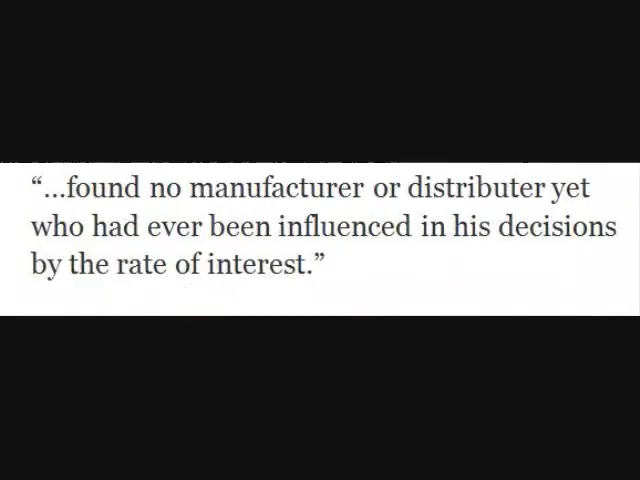 “...found no manufacturer or distributer yet
who had ever been influenced in his decisions
by the rate of interest.”